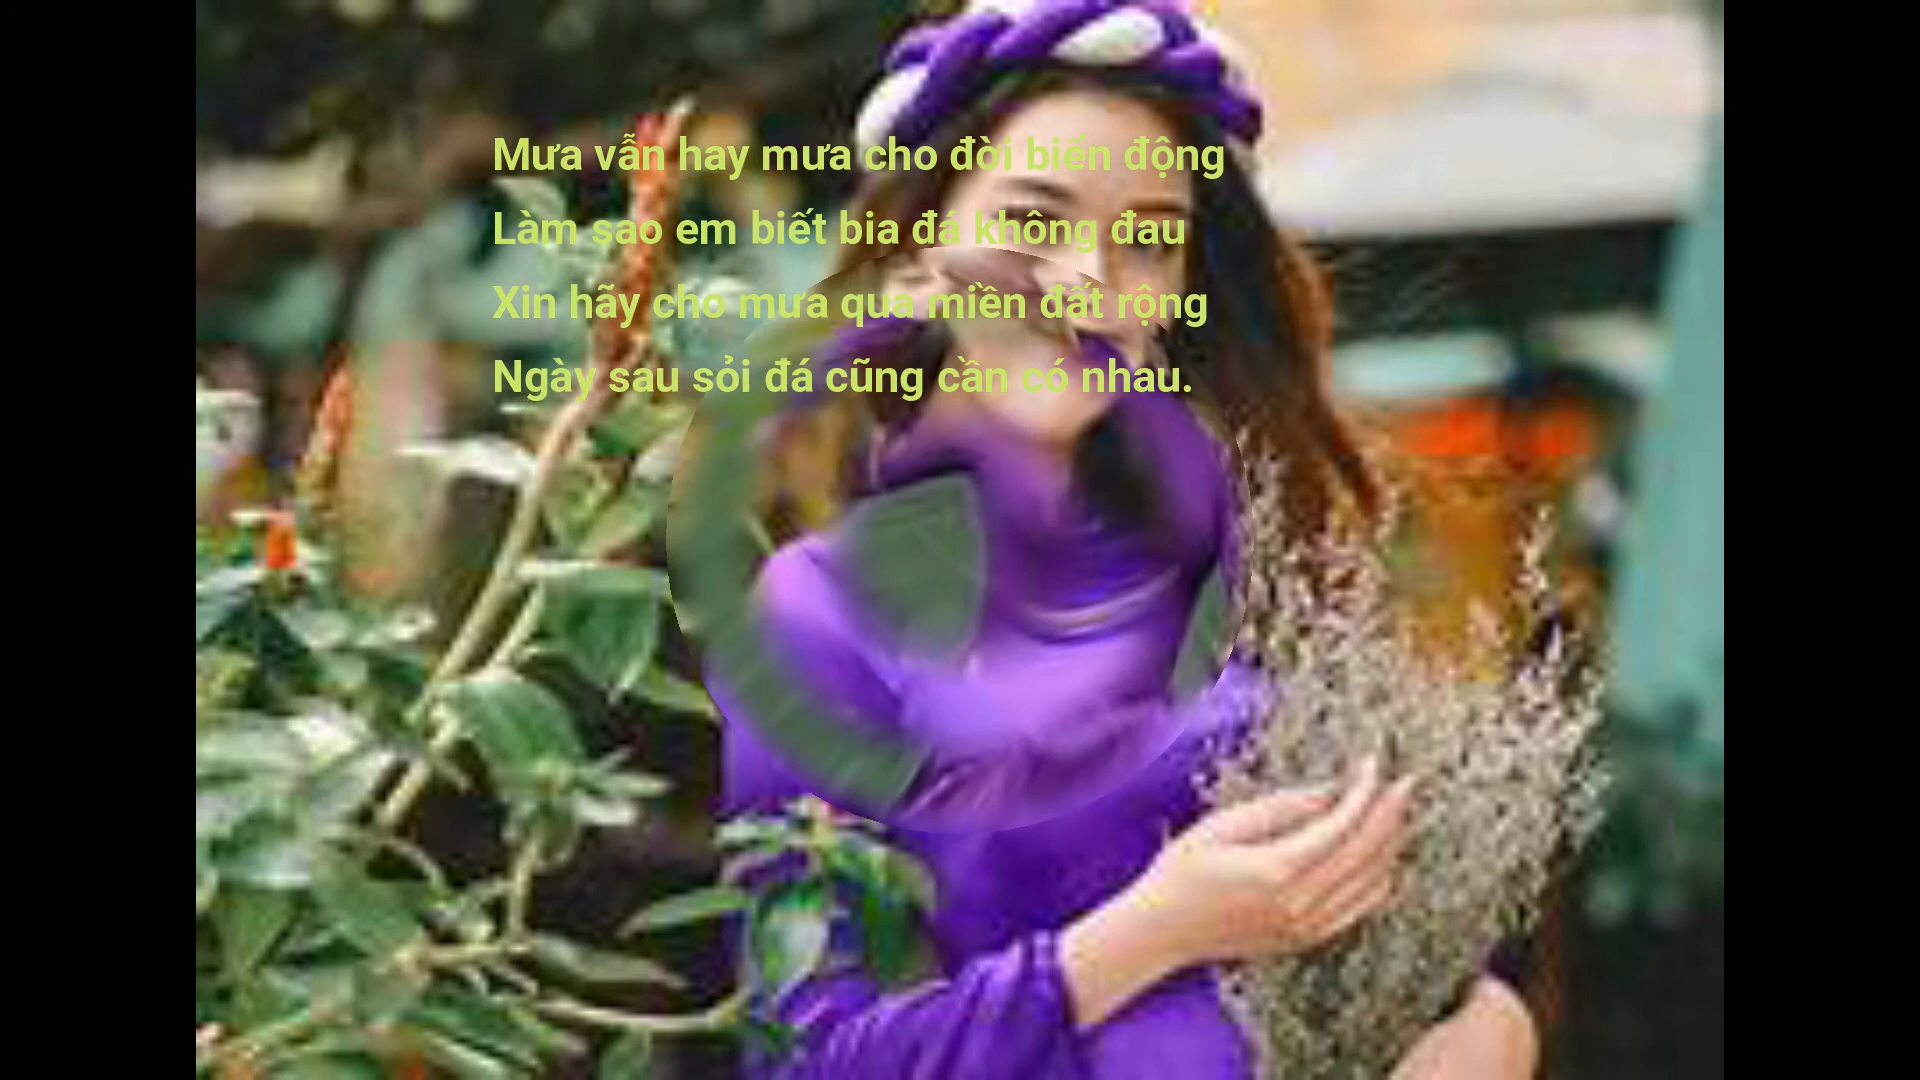 Mưa vẫn hay mưa cho đời biến động
Làm sao em biết bia đá không đau
Xin hãy cho mưa qua miền đất rộng
Ngày sau sỏi đá cũng cần có nhau.